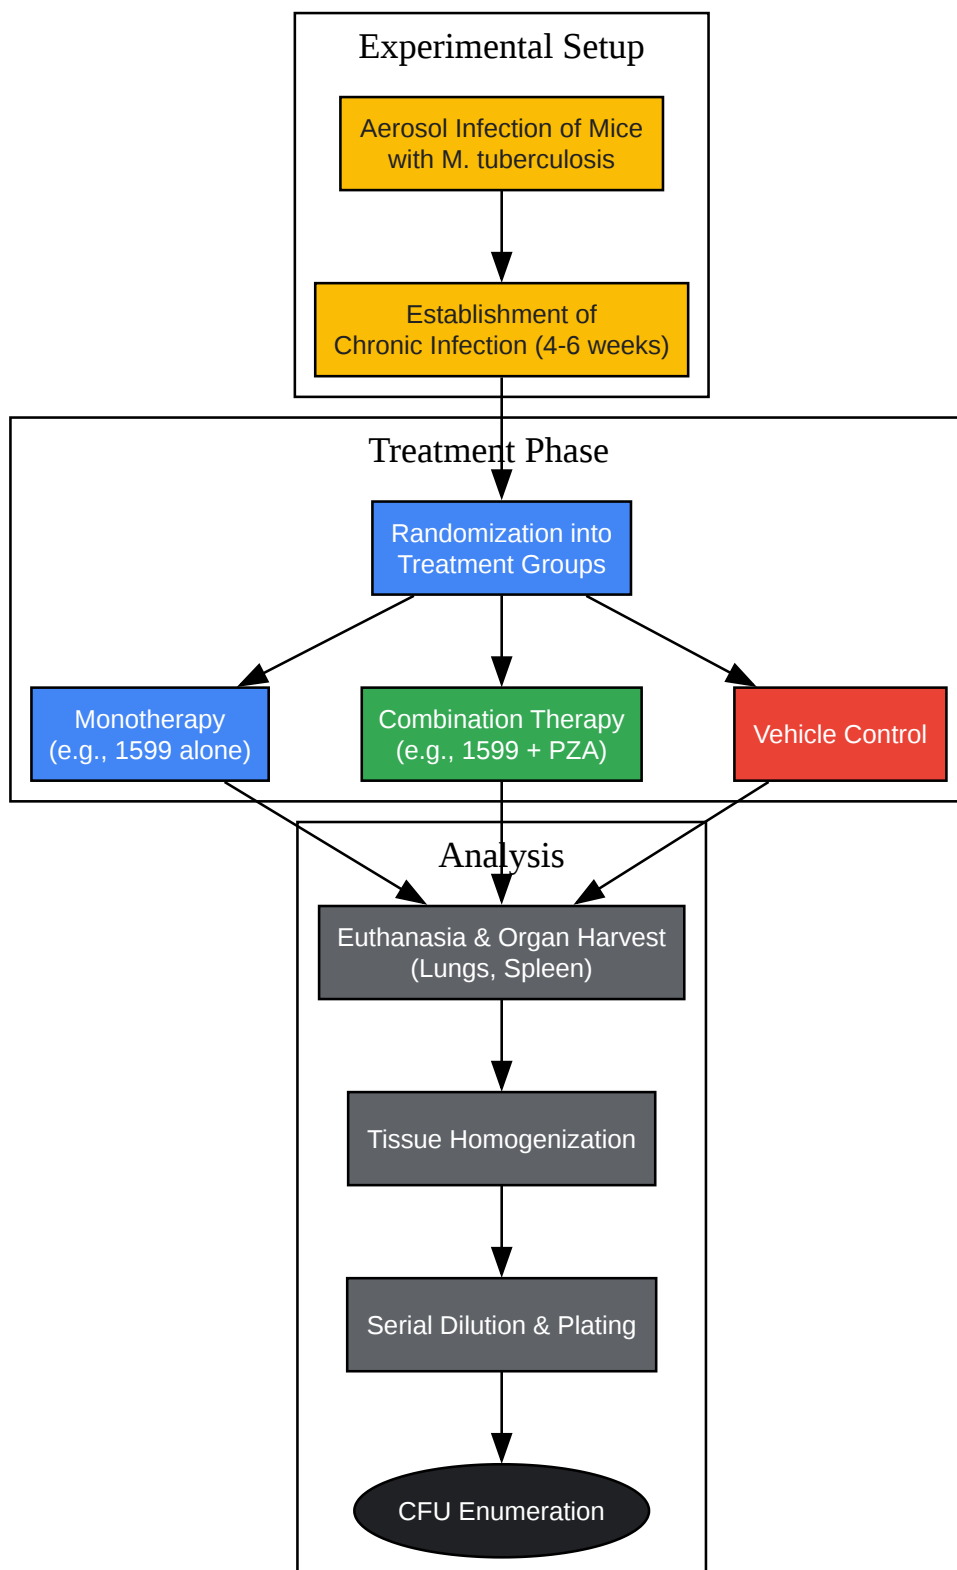 Experimental Setup
Aerosol Infection of Mice
with M. tuberculosis
Establishment of
Chronic Infection (4-6 weeks)
Treatment Phase
Randomization into
Treatment Groups
Monotherapy
(e.g., 1599 alone)
Combination Therapy
(e.g., 1599 + PZA)
Vehicle Control
Analysis
Euthanasia & Organ Harvest
(Lungs, Spleen)
Tissue Homogenization
Serial Dilution & Plating
CFU Enumeration